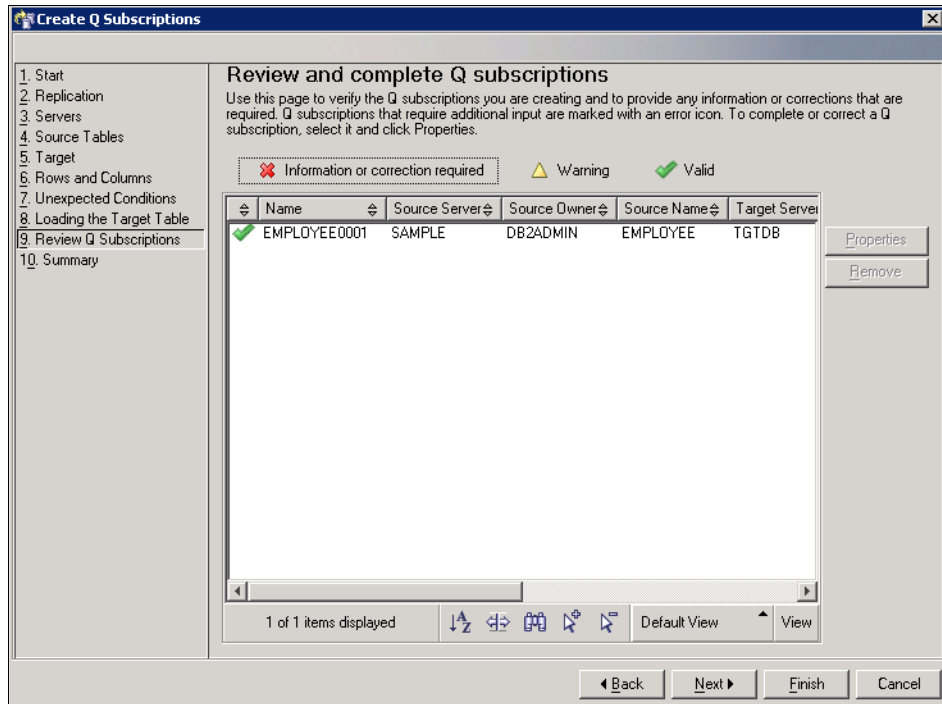 Create Q Subscriptions
1. Start
2. Replication
3. Servers
4. Source Tables
5. Target
6. Rows and Columns
7. Unexpected Conditions
8. Loading the Target Table
9. Review Q Subscriptions
10. Summary
Review and complete Q subscriptions
Use this page to verify the Q subscriptions you are creating and to provide any information or corrections that are
required. Q subscriptions that require additional input are marked with an error icon. To complete or correct a Q
subscription, select it and click Properties.
Information or correction required Warning Valid
Name Source Server Source Owner Source Name Target Server
EMPLOYEE0001 SAMPLE DB2ADMIN EMPLOYEE TGTDB
Properties
Remove
1 of 1 items displayed Default View View
Back Next Finish Cancel